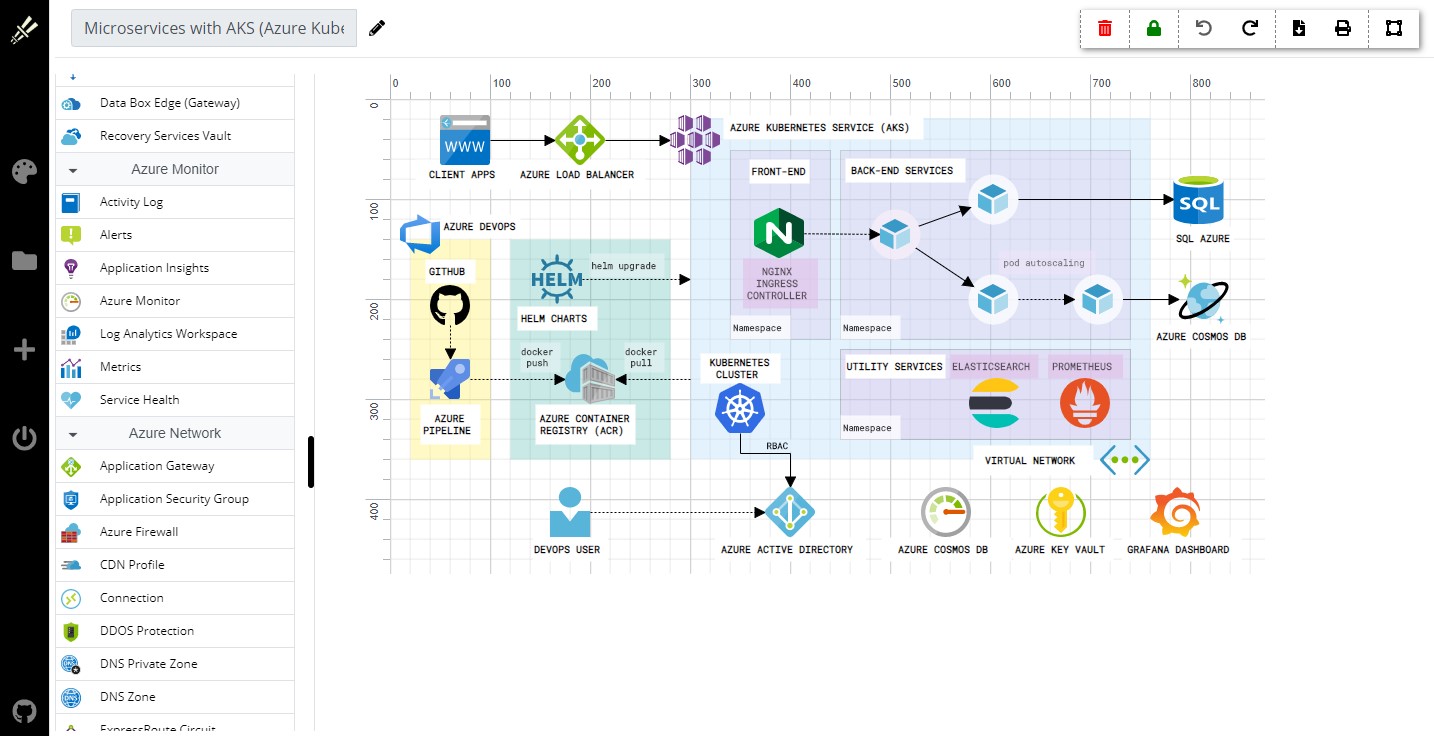 Microservices with AKS (Azure Kube
Data Box Edge (Gateway)
Recovery Services Vault
Azure Monitor
Activity Log
Alerts
Application Insights
Azure Monitor
Log Analytics Workspace
Metrics
Service Health
Azure Network
Application Gateway
Application Security Group
Azure Firewall
CDN Profile
Connection
DDOS Protection
DNS Private Zone
DNS Zone
ExpressRoute Circuit
0 100 200 300 400 500 600 700 800
0
100
200
300
400
WWW
CLIENT APPS
AZURE LOAD BALANCER
AZURE KUBERNETES SERVICE (AKS)
FRONT-END
BACK-END SERVICES
N
NGINX
INGRESS
CONTROLLER
Namespace
Namespace
pod autoscaling
SQL
SQL AZURE
AZURE COSMOS DB
AZURE DEVOPS
GITHUB
HELM
helm upgrade
HELM CHARTS
docker
push
docker
pull
AZURE
PIPELINE
AZURE CONTAINER
REGISTRY (ACR)
KUBERNETES
CLUSTER
RBAC
UTILITY SERVICES
ELASTICSEARCH
PROMETHEUS
Namespace
VIRTUAL NETWORK
DEVOPS USER
AZURE ACTIVE DIRECTORY
AZURE COSMOS DB
AZURE KEY VAULT
GRAFANA DASHBOARD